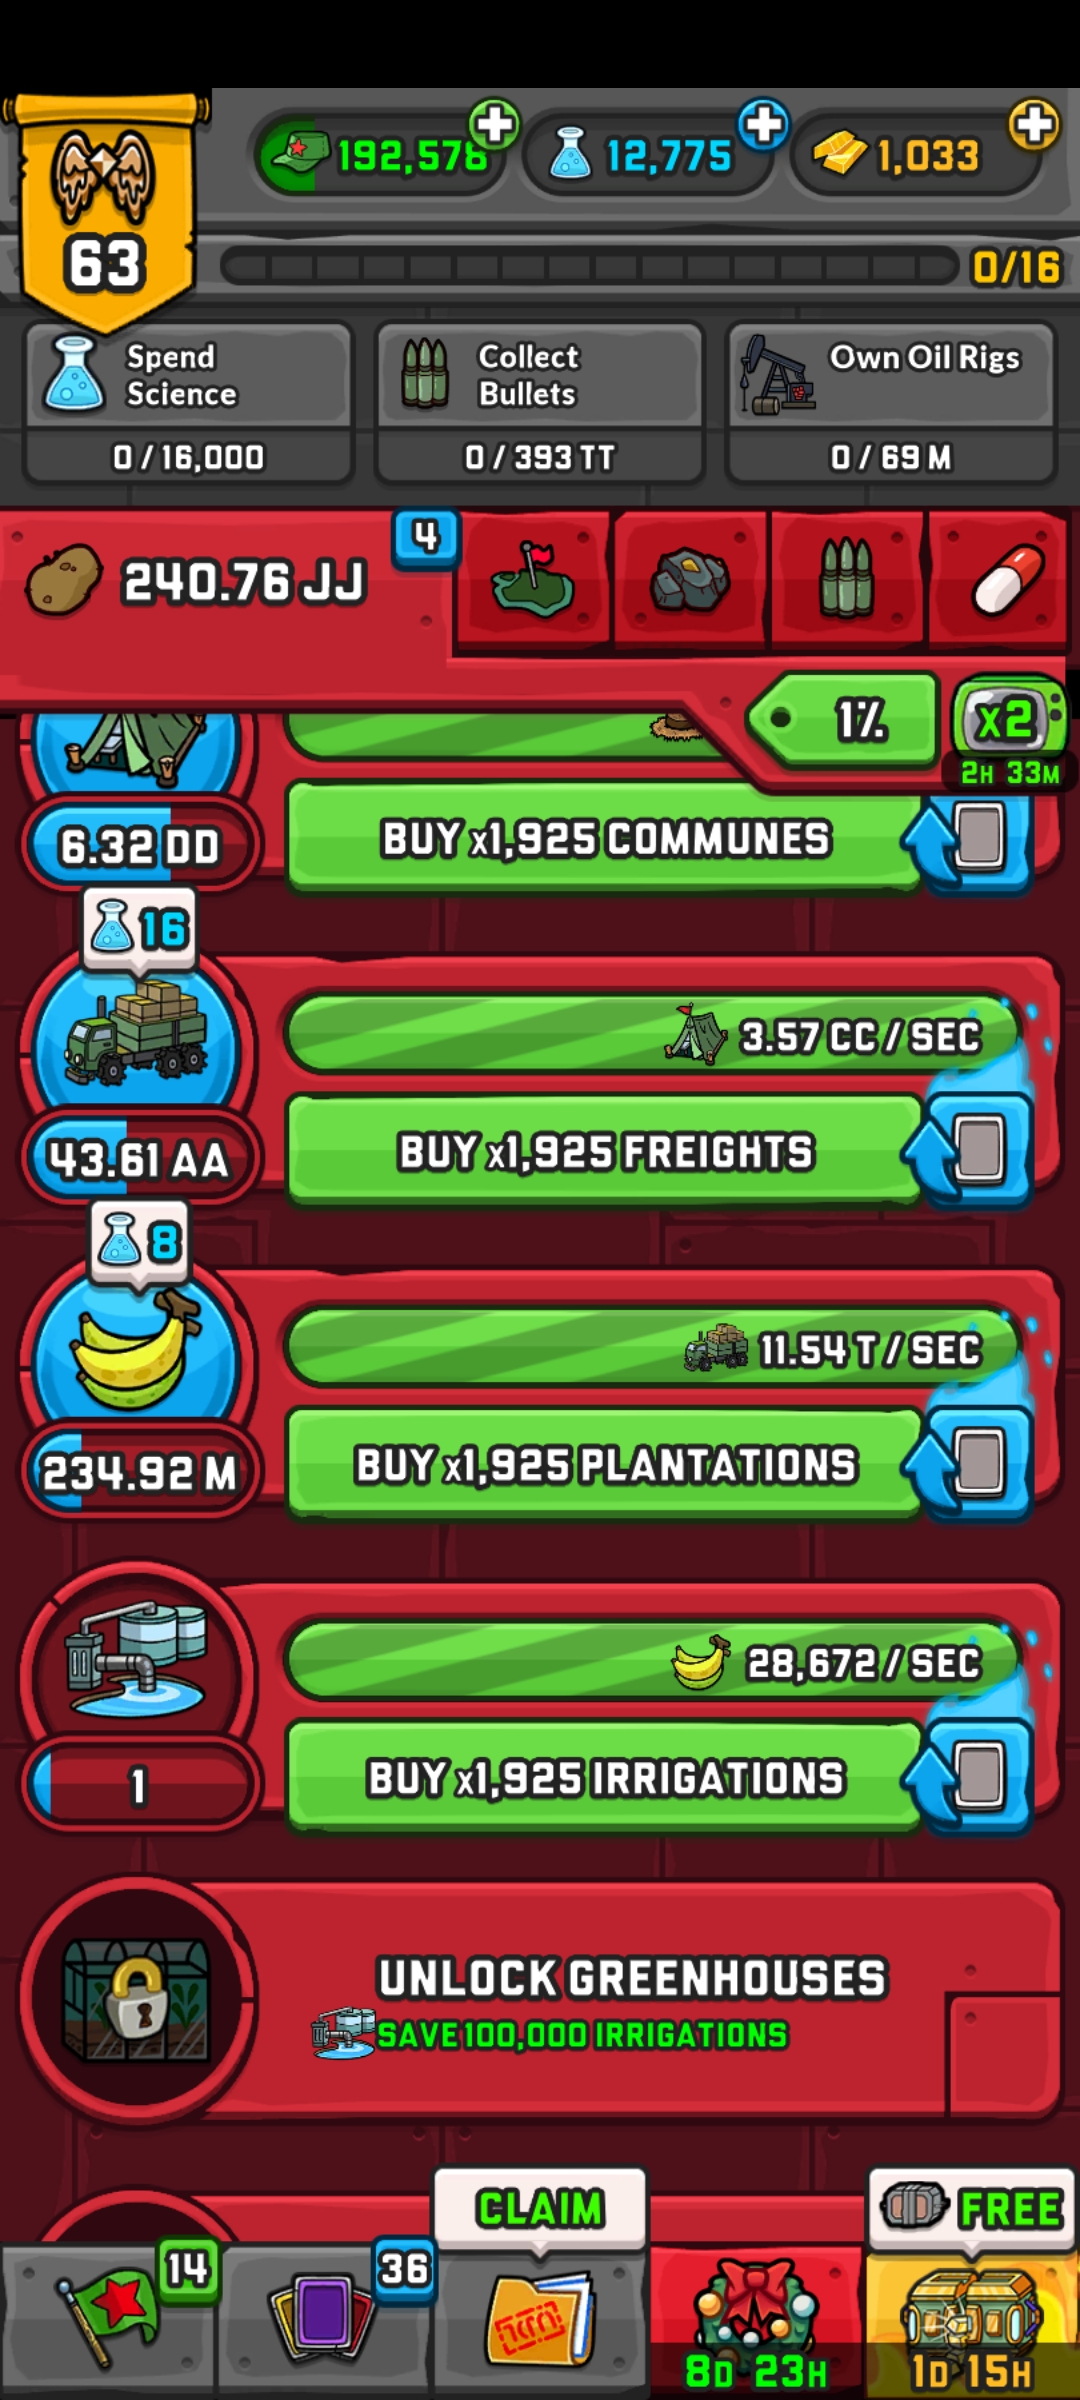 192,578
12,775
1,033
63
0/16
Spend
Science
0 / 16,000
Collect
Bullets
0 / 393 TT
Own Oil Rigs
0 / 69 M
240.76 JJ
4
1%
x2
2H 33M
6.32 DD
BUY x1,925 COMMUNES
16
3.57 CC / SEC
43.61 AA
BUY x1,925 FREIGHTS
8
11.54 T / SEC
234.92 M
BUY x1,925 PLANTATIONS
28,672 / SEC
1
BUY x1,925 IRRIGATIONS
UNLOCK GREENHOUSES
SAVE 100,000 IRRIGATIONS
CLAIM
FREE
14
36
8D 23H
1D 15H